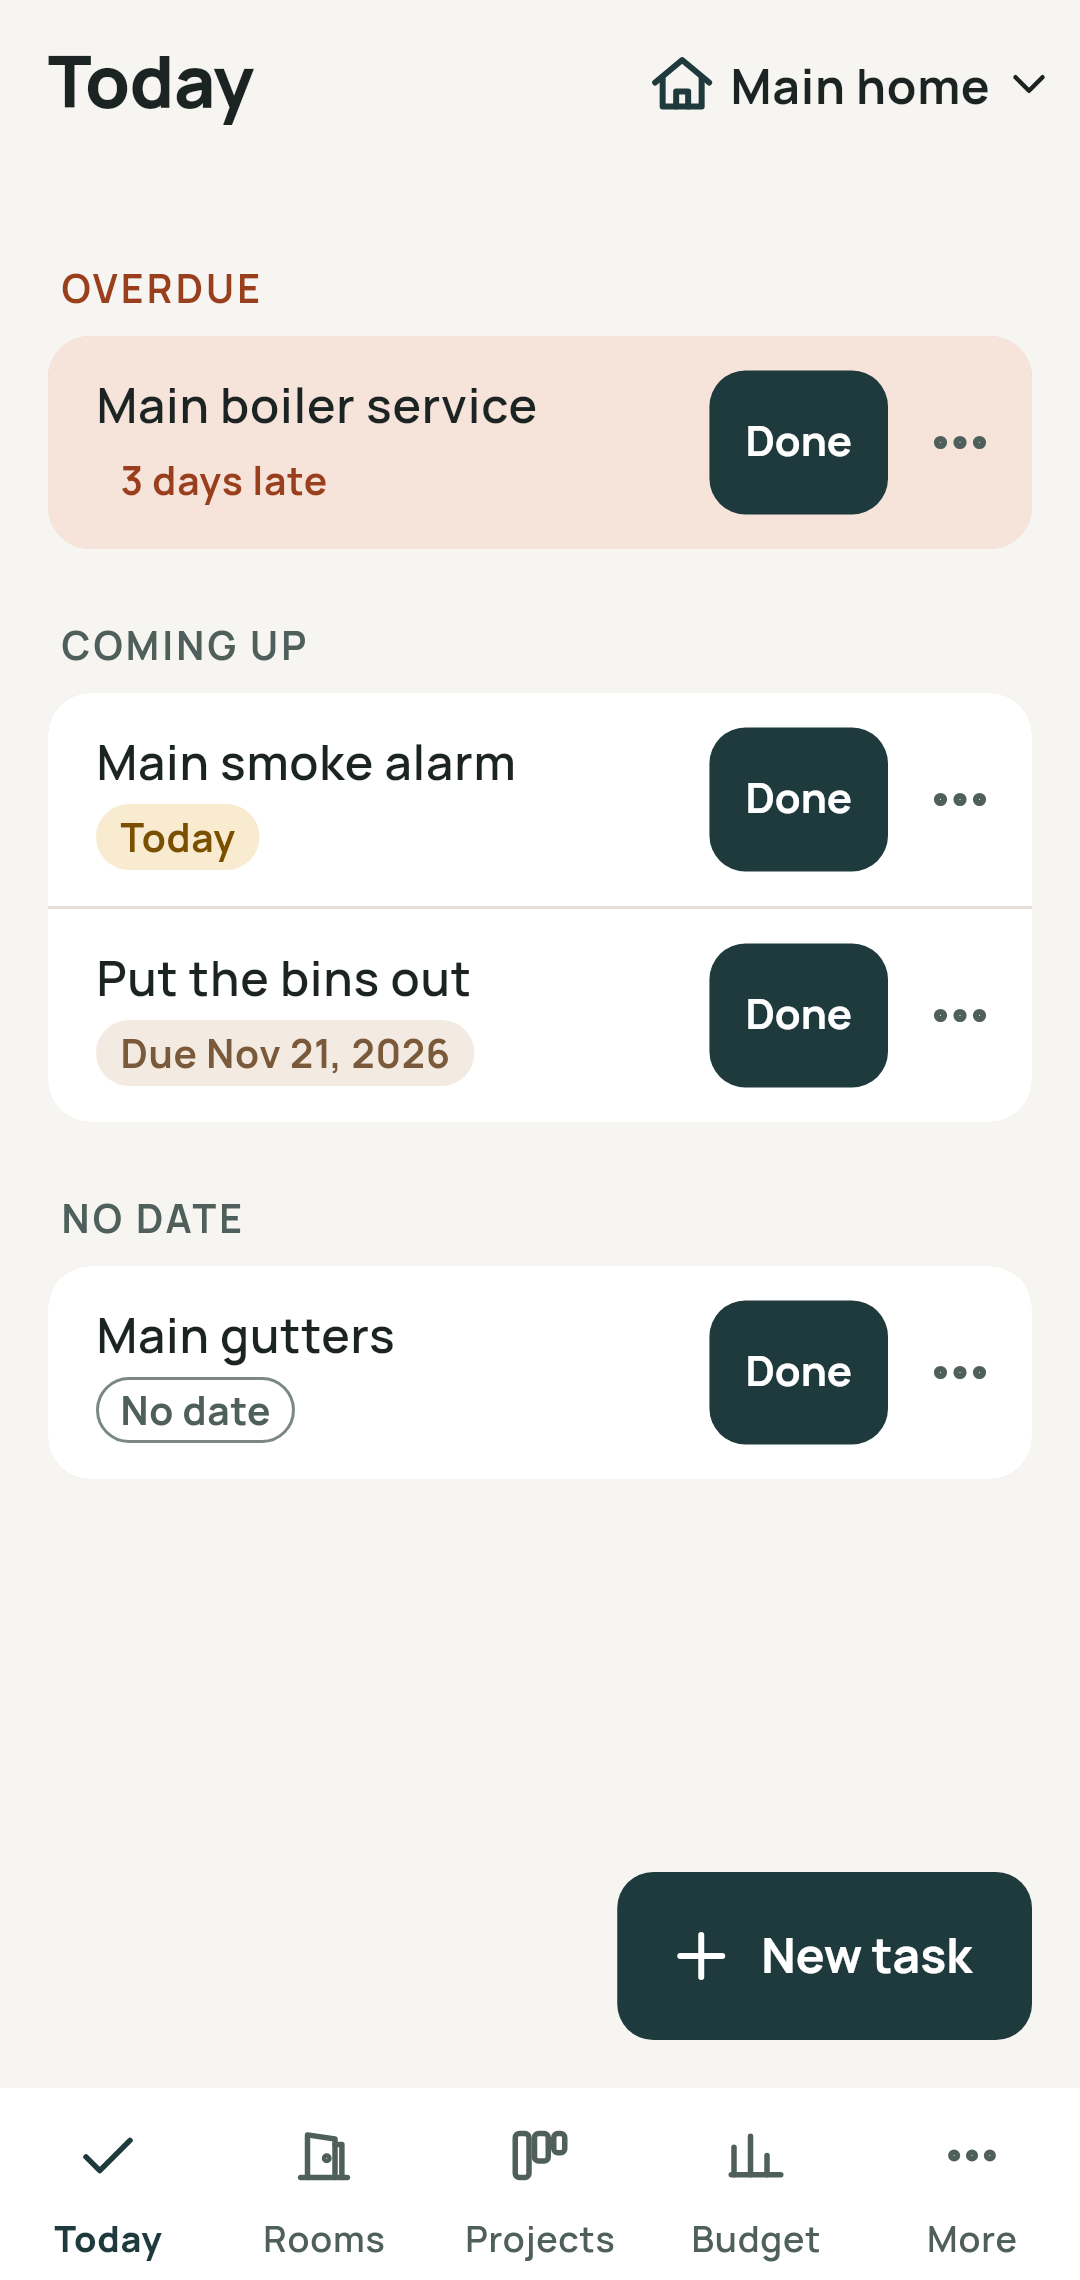 Today
Main home
OVERDUE
Main boiler service
3 days late
Done
COMING UP
Main smoke alarm
Today
Done
Put the bins out
Due Nov 21, 2026
Done
NO DATE
Main gutters
No date
Done
New task
Today
Rooms
Projects
Budget
More